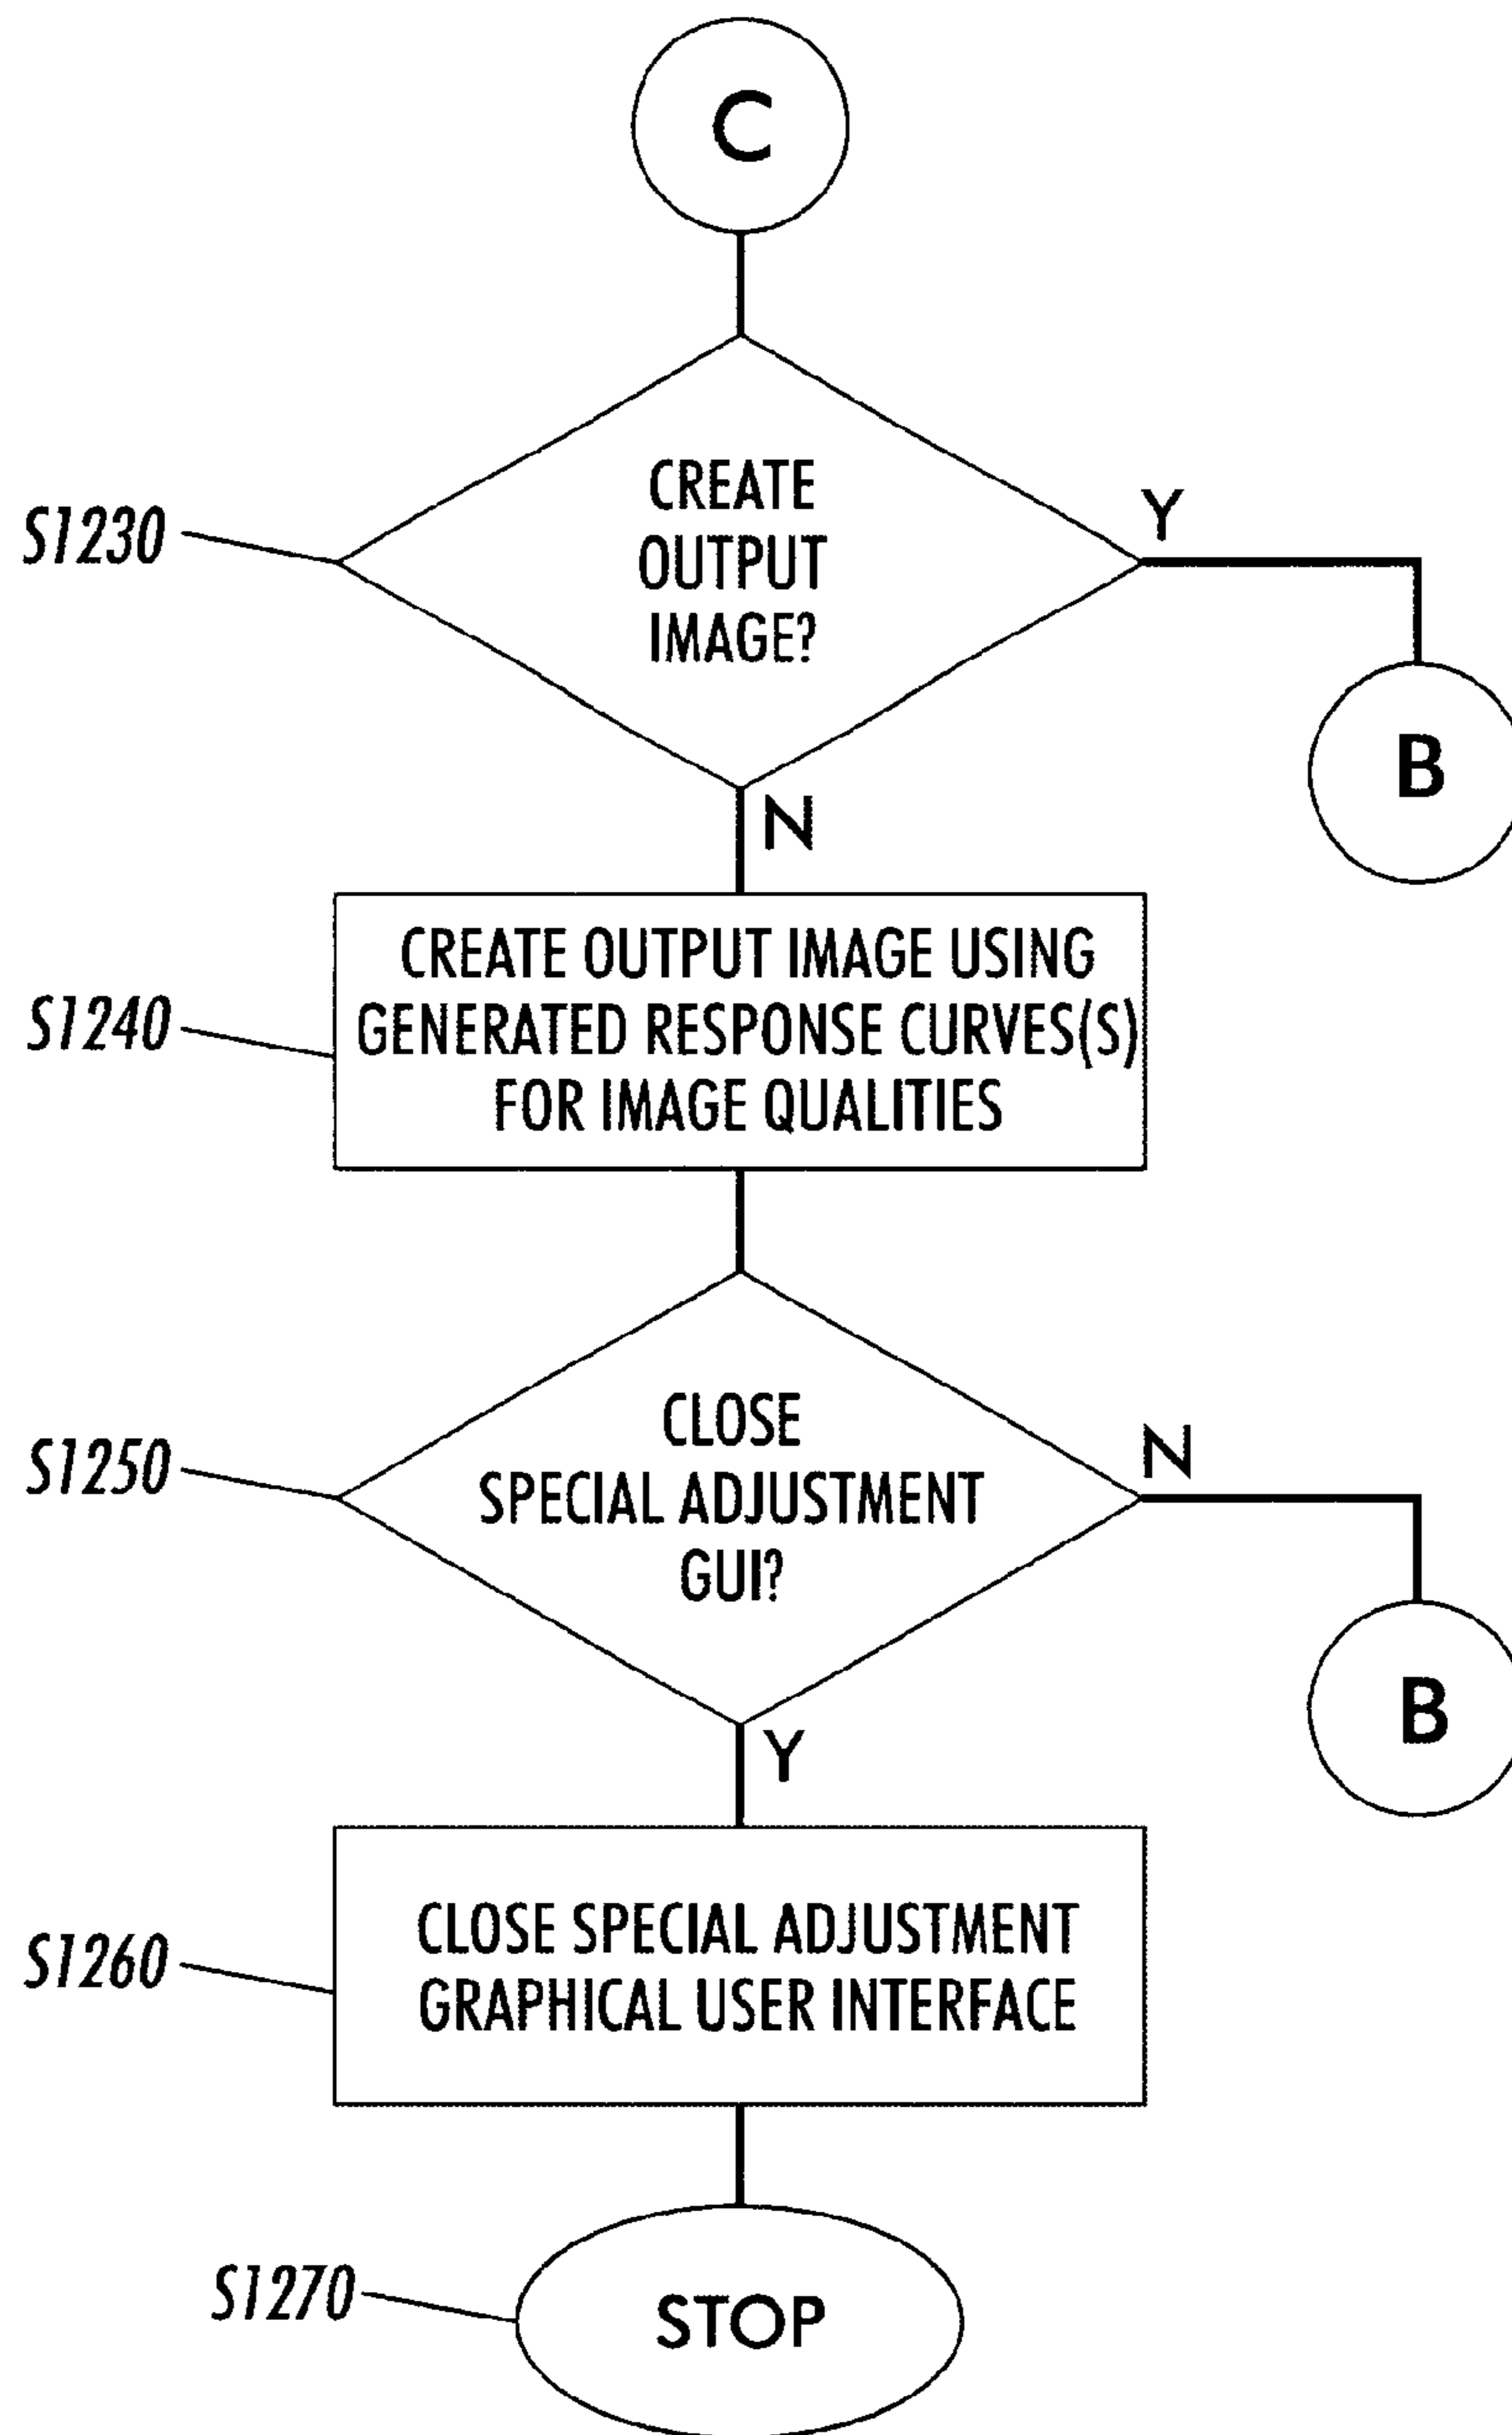 C
CREATE
OUTPUT
IMAGE?
S1230
Y
B
N
CREATE OUTPUT IMAGE USING
GENERATED RESPONSE CURVES(S)
FOR IMAGE QUALITIES
S1240
CLOSE
SPECIAL ADJUSTMENT
GUI?
S1250
N
B
Y
CLOSE SPECIAL ADJUSTMENT
GRAPHICAL USER INTERFACE
S1260
STOP
S1270